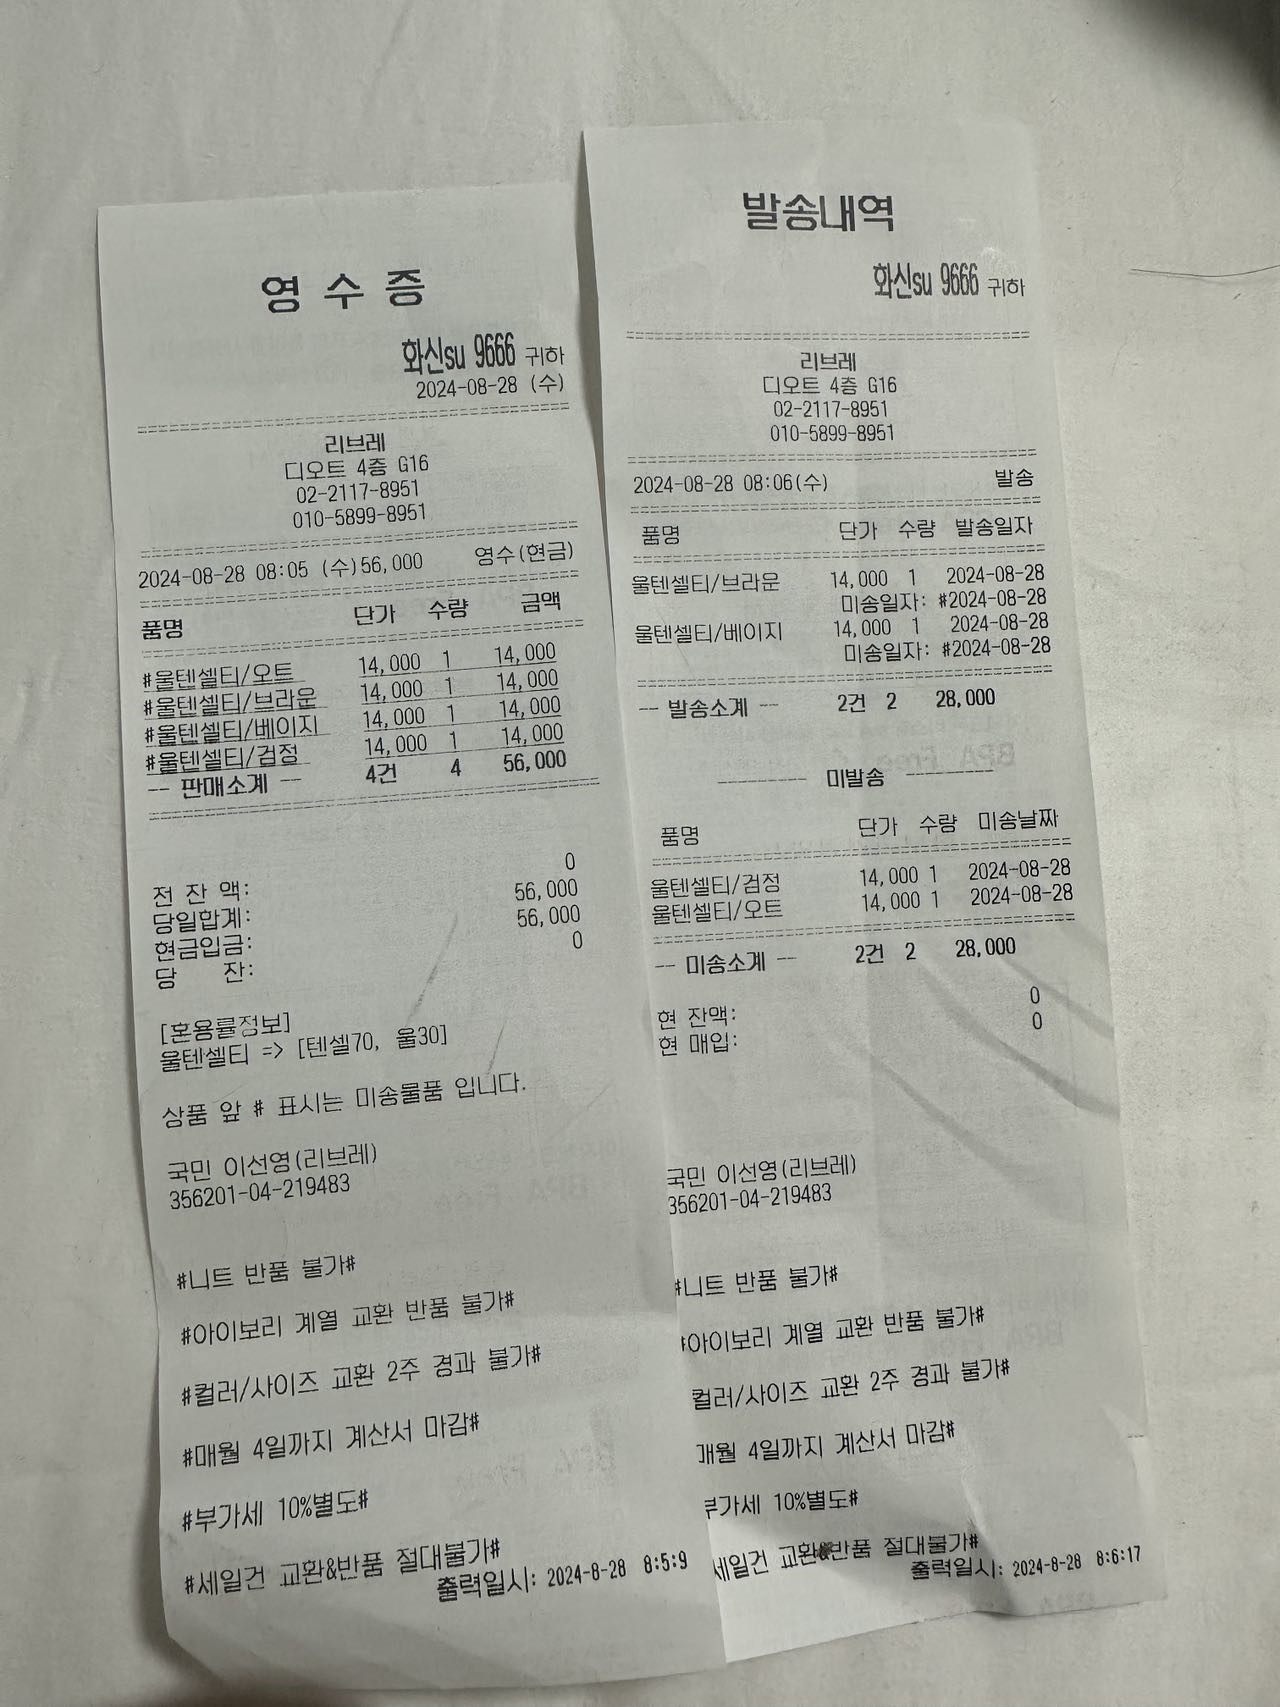 영 수 증
화신su 9666 귀하
2024-08-28 (수)
리브레
디오트 4층 G16
02-2117-8951
010-5899-8951
2024-08-28 08:05 (수)56,000 영수(현금)
품명 단가 수량 금액
#울텐셀티/오트 14,000 1 14,000
#울텐셀티/브라운 14,000 1 14,000
#울텐셀티/베이지 14,000 1 14,000
#울텐셀티/검정 14,000 1 14,000
-- 판매소계 -- 4건 4 56,000
전 잔 액: 0
당일합계: 56,000
현금입금: 56,000
당 잔: 0
[혼용률정보]
울텐셀티 => [텐셀70, 울30]
상품 앞 # 표시는 미송물품 입니다.
국민 이선영(리브레)
356201-04-219483
#니트 반품 불가#
#아이보리 계열 교환 반품 불가#
#컬러/사이즈 교환 2주 경과 불가#
#매월 4일까지 계산서 마감#
#부가세 10%별도#
#세일건 교환&반품 절대불가#
출력일시: 2024-8-28 8:5:9
발송내역
화신su 9666 귀하
리브레
디오트 4층 G16
02-2117-8951
010-5899-8951
2024-08-28 08:06(수) 발송
품명 단가 수량 발송일자
울텐셀티/브라운 14,000 1 2024-08-28
미송일자: #2024-08-28
울텐셀티/베이지 14,000 1 2024-08-28
미송일자: #2024-08-28
-- 발송소계 -- 2건 2 28,000
---------- 미발송 ----------
품명 단가 수량 미송날짜
울텐셀티/검정 14,000 1 2024-08-28
울텐셀티/오트 14,000 1 2024-08-28
-- 미송소계 -- 2건 2 28,000
현 잔액: 0
현 매입: 0
국민 이선영(리브레)
356201-04-219483
#니트 반품 불가#
#아이보리 계열 교환 반품 불가#
컬러/사이즈 교환 2주 경과 불가#
매월 4일까지 계산서 마감#
부가세 10%별도#
세일건 교환&반품 절대불가#
출력일시: 2024-8-28 8:6:17